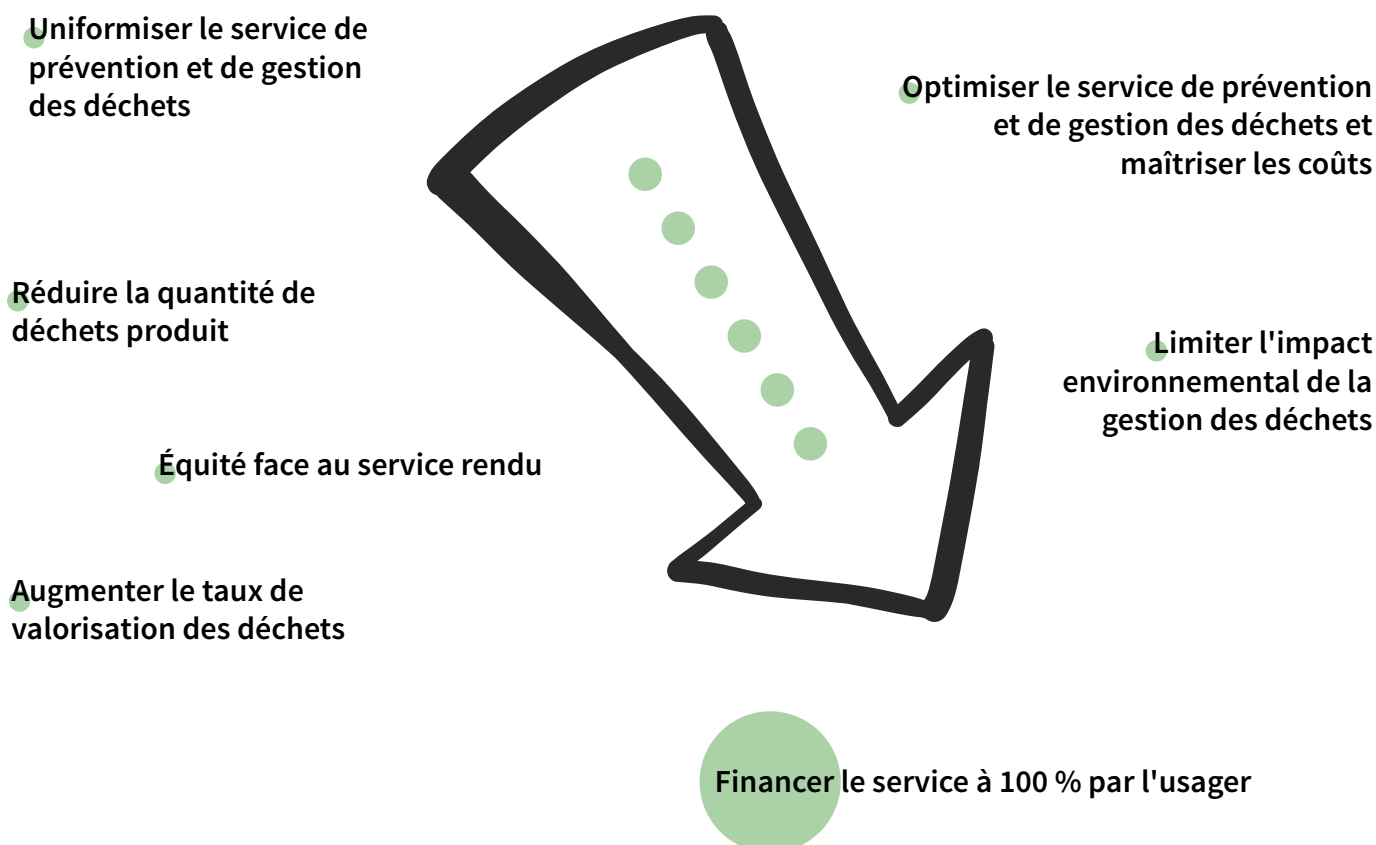 Uniformiser le service de
prévention et de gestion
des déchets
Optimiser le service de prévention
et de gestion des déchets et
maîtriser les coûts
Réduire la quantité de
déchets produit
Limiter l'impact
environnemental de la
gestion des déchets
Équité face au service rendu
Augmenter le taux de
valorisation des déchets
Financer le service à 100 % par l'usager